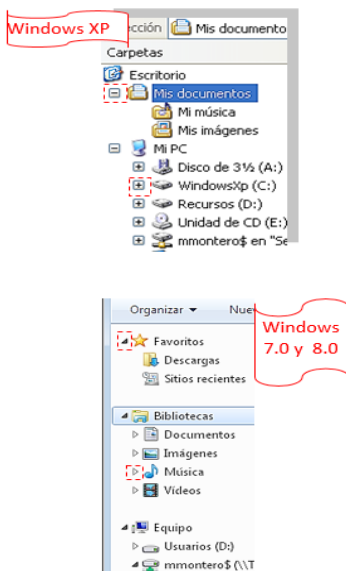 Windows XP
ección Mis documento
Carpetas
Escritorio
Mis documentos
Mi música
Mis imágenes
Mi PC
Disco de 3½ (A:)
WindowsXp (C:)
Recursos (D:)
Unidad de CD (E:)
mmontero$ en "Se
Organizar Nue
Windows
7.0 y 8.0
Favoritos
Descargas
Sitios recientes
Bibliotecas
Documentos
Imágenes
Música
Vídeos
Equipo
Usuarios (D:)
mmontero$ (\\T